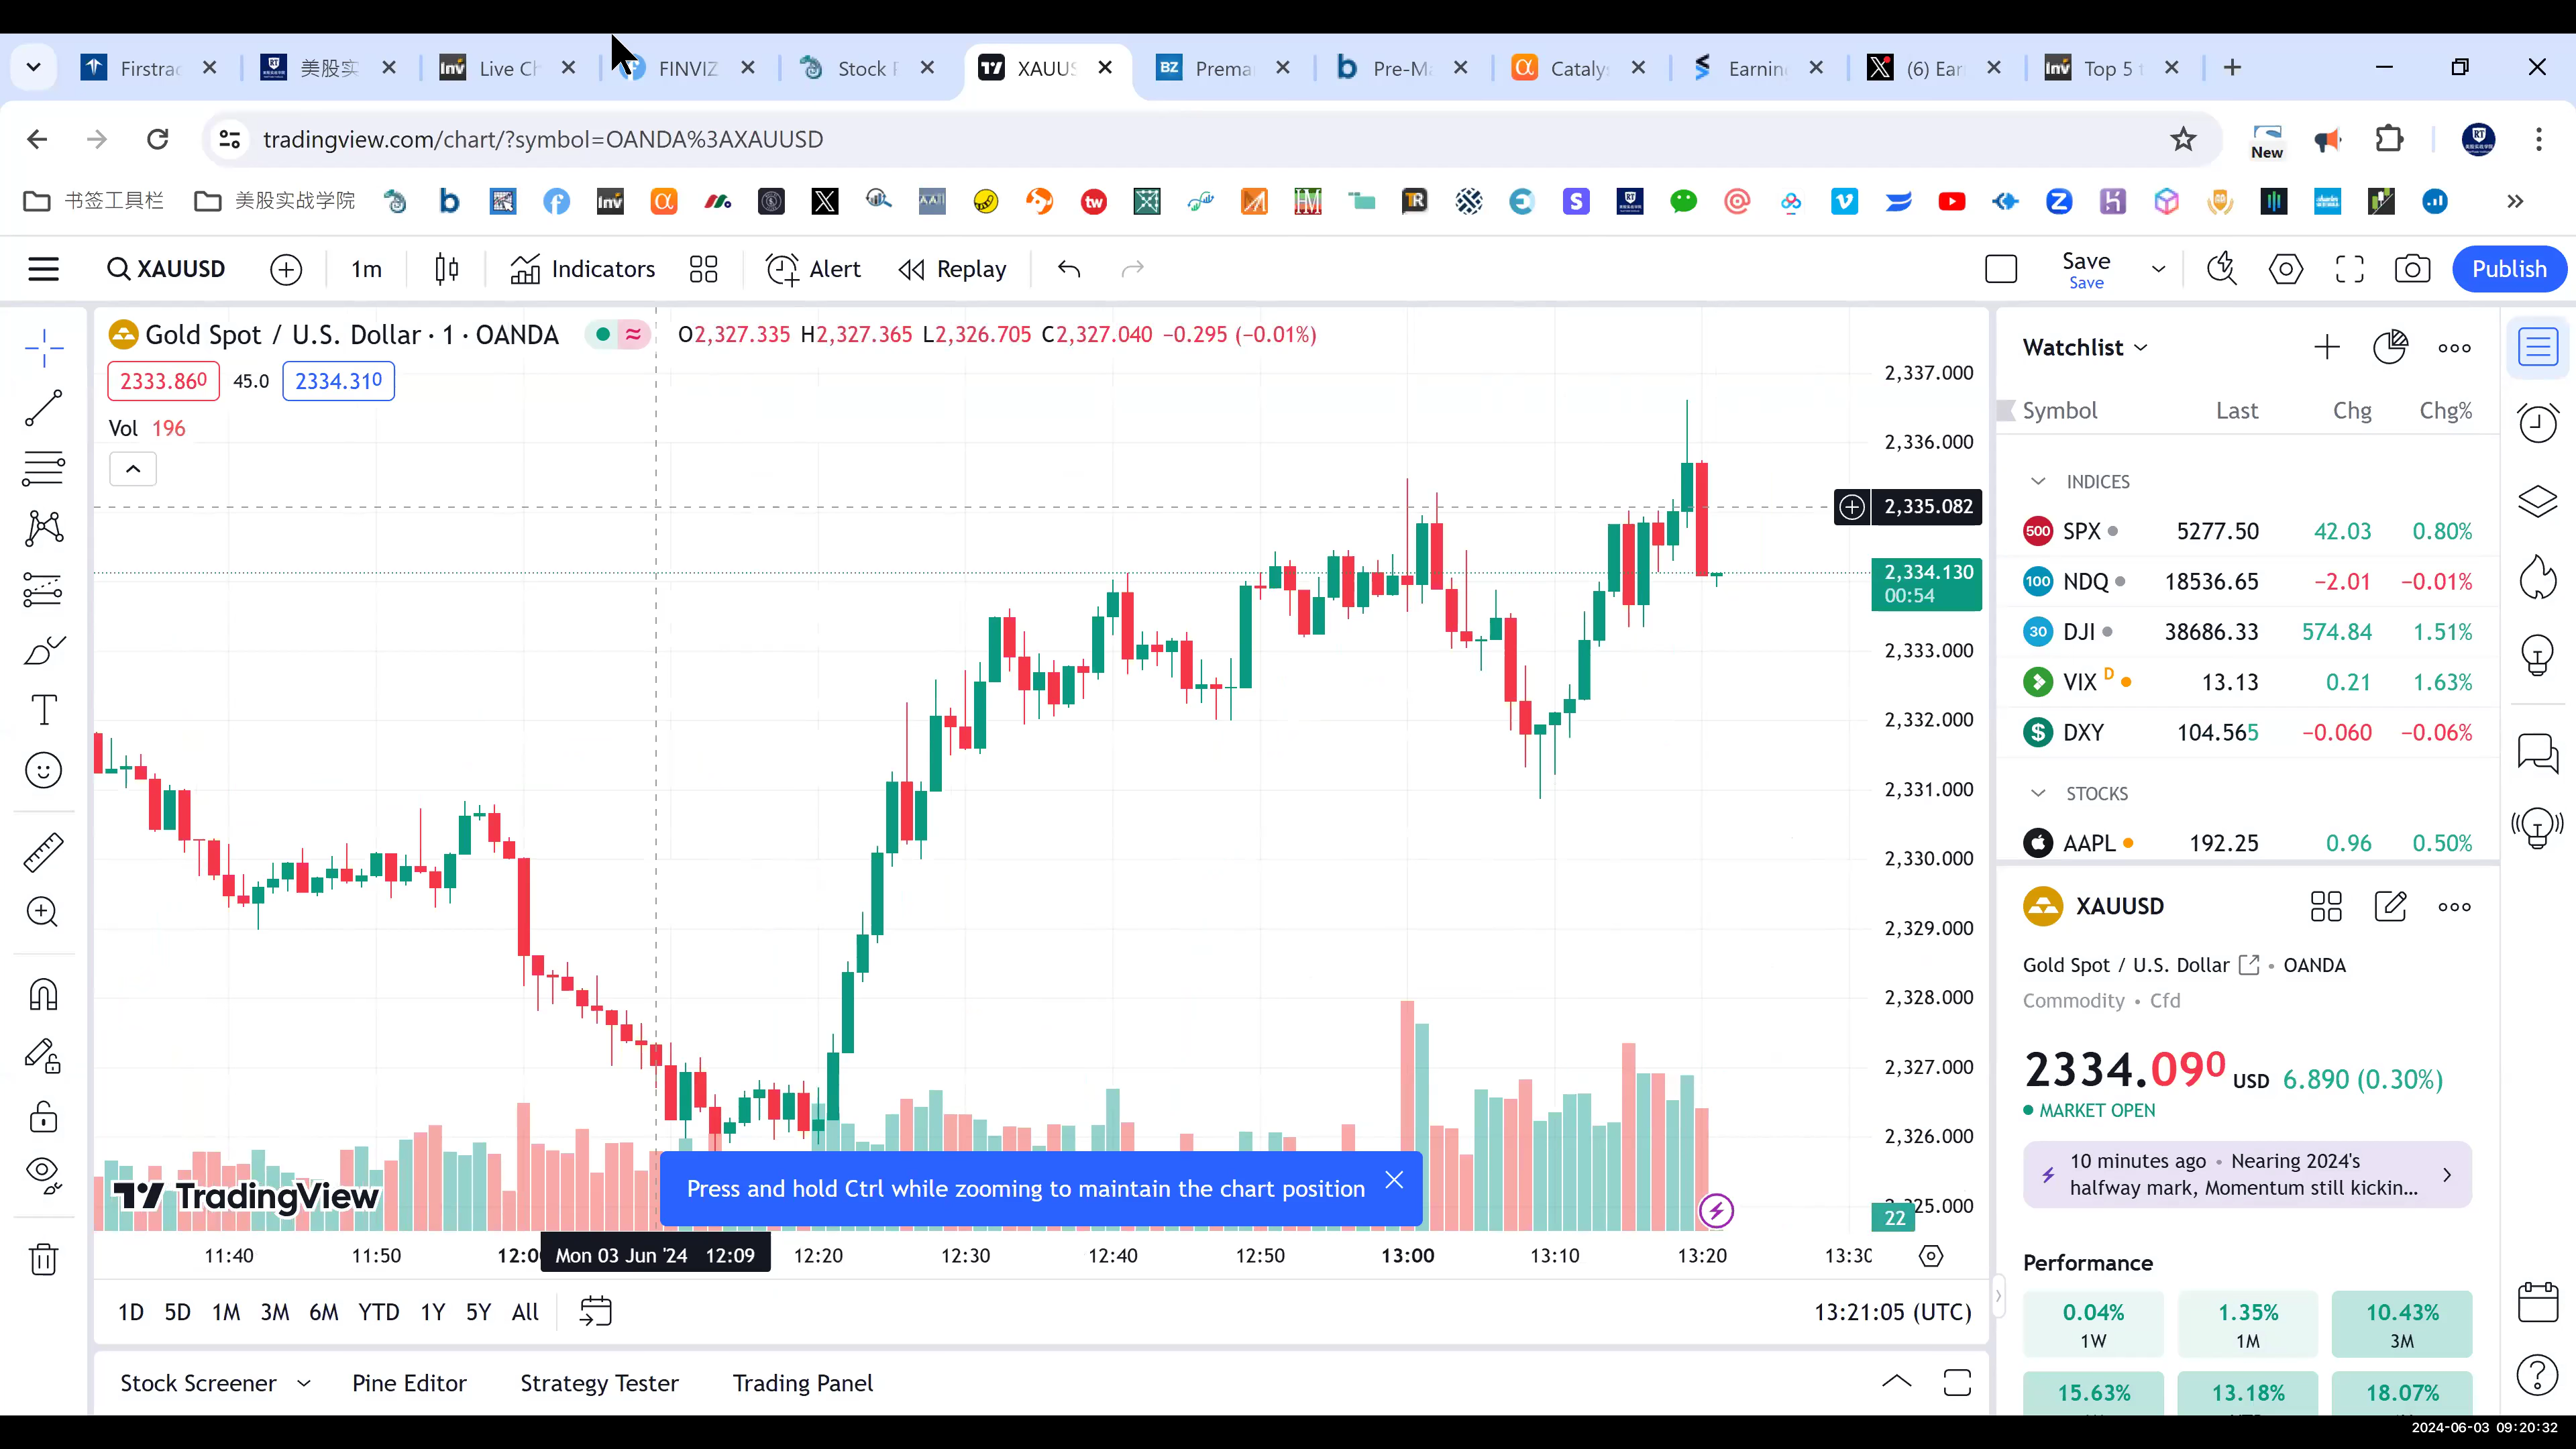 Firstrad
美股实
Live Ch
FINVIZ
Stock
XAUUS
Prema
Pre-M
Cataly
Earnin
(6) Ear
Top 5
tradingview.com/chart/?symbol=OANDA%3AXAUUSD
New
书签工具栏
美股实战学院
XAUUSD
1m
Indicators
Alert
Replay
Save
Save
Publish
Gold Spot / U.S. Dollar · 1 · OANDA
O2,327.335 H2,327.365 L2,326.705 C2,327.040 −0.295 (−0.01%)
2333.860 45.0 2334.310
Vol 196
2,337.000
2,336.000
2,335.082
2,334.130
00:54
2,333.000
2,332.000
2,331.000
2,330.000
2,329.000
2,328.000
2,327.000
2,326.000
22
25.000
TradingView
Press and hold Ctrl while zooming to maintain the chart position
11:40 11:50 12:0 Mon 03 Jun '24 12:09 12:20 12:30 12:40 12:50 13:00 13:10 13:20 13:30
1D 5D 1M 3M 6M YTD 1Y 5Y All
13:21:05 (UTC)
Stock Screener Pine Editor Strategy Tester Trading Panel
Watchlist
Symbol Last Chg Chg%
INDICES
500 SPX 5277.50 42.03 0.80%
100 NDQ 18536.65 −2.01 −0.01%
30 DJI 38686.33 574.84 1.51%
VIX D 13.13 0.21 1.63%
$ DXY 104.565 −0.060 −0.06%
STOCKS
AAPL 192.25 0.96 0.50%
XAUUSD
Gold Spot / U.S. Dollar • OANDA
Commodity • Cfd
2334.090 USD 6.890 (0.30%)
MARKET OPEN
10 minutes ago • Nearing 2024's
halfway mark, Momentum still kickin...
Performance
0.04% 1.35% 10.43%
1W 1M 3M
15.63% 13.18% 18.07%
2024-06-03 09:20:32